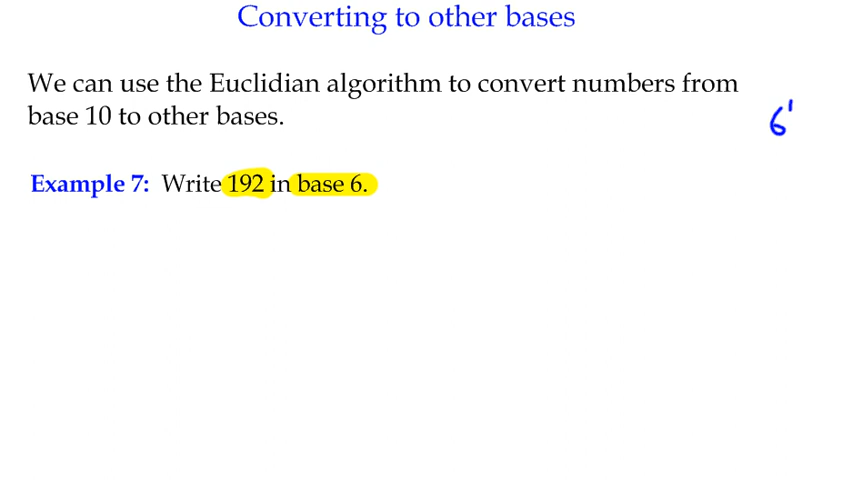 Converting to other bases
We can use the Euclidian algorithm to convert numbers from
base 10 to other bases.
6¹
Example 7: Write 192 in base 6.